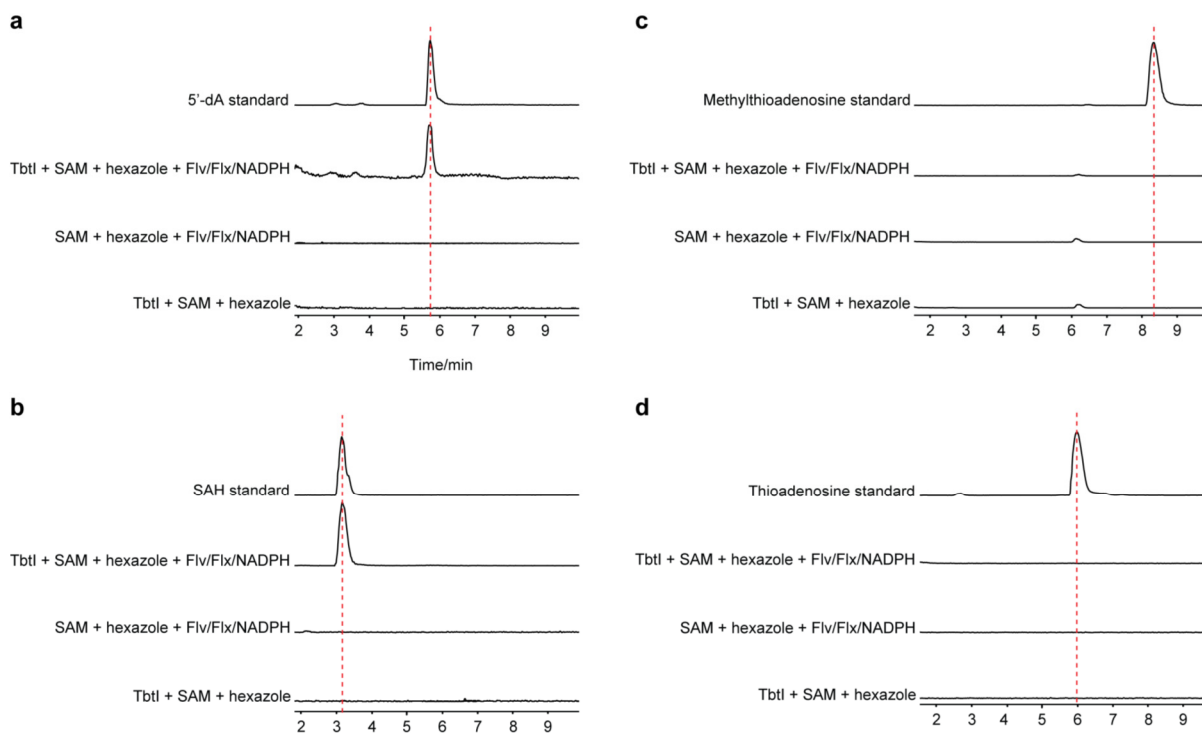 a
5'-dA standard
TbtI + SAM + hexazole + Flv/Flx/NADPH
SAM + hexazole + Flv/Flx/NADPH
TbtI + SAM + hexazole
2 3 4 5 6 7 8 9
Time/min
b
SAH standard
TbtI + SAM + hexazole + Flv/Flx/NADPH
SAM + hexazole + Flv/Flx/NADPH
TbtI + SAM + hexazole
2 3 4 5 6 7 8 9
c
Methylthioadenosine standard
TbtI + SAM + hexazole + Flv/Flx/NADPH
SAM + hexazole + Flv/Flx/NADPH
TbtI + SAM + hexazole
2 3 4 5 6 7 8 9
d
Thioadenosine standard
TbtI + SAM + hexazole + Flv/Flx/NADPH
SAM + hexazole + Flv/Flx/NADPH
TbtI + SAM + hexazole
2 3 4 5 6 7 8 9